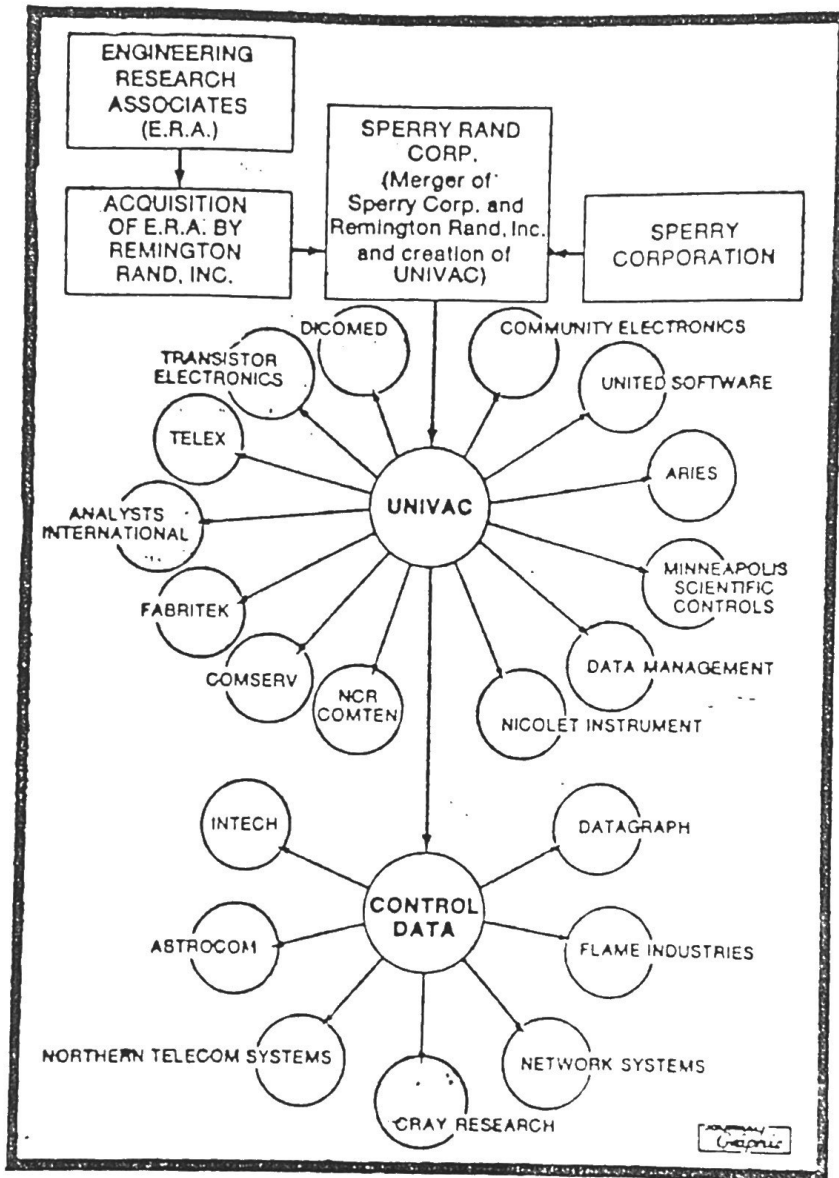 ENGINEERING
RESEARCH
ASSOCIATES
(E.R.A.)
ACQUISITION
OF E.R.A. BY
REMINGTON
RAND, INC.
SPERRY RAND
CORP.
(Merger of
Sperry Corp. and
Remington Rand, Inc.
and creation of
UNIVAC)
SPERRY
CORPORATION
DICOMED
COMMUNITY ELECTRONICS
TRANSISTOR
ELECTRONICS
UNITED SOFTWARE
TELEX
ARIES
UNIVAC
ANALYSTS
INTERNATIONAL
MINNEAPOLIS
SCIENTIFIC
CONTROLS
FABRITEK
DATA MANAGEMENT
COMSERV
NCR
COMTEN
NICOLET INSTRUMENT
INTECH
DATAGRAPH
CONTROL
DATA
ASTROCOM
FLAME INDUSTRIES
NORTHERN TELECOM SYSTEMS
NETWORK SYSTEMS
CRAY RESEARCH
Graphic